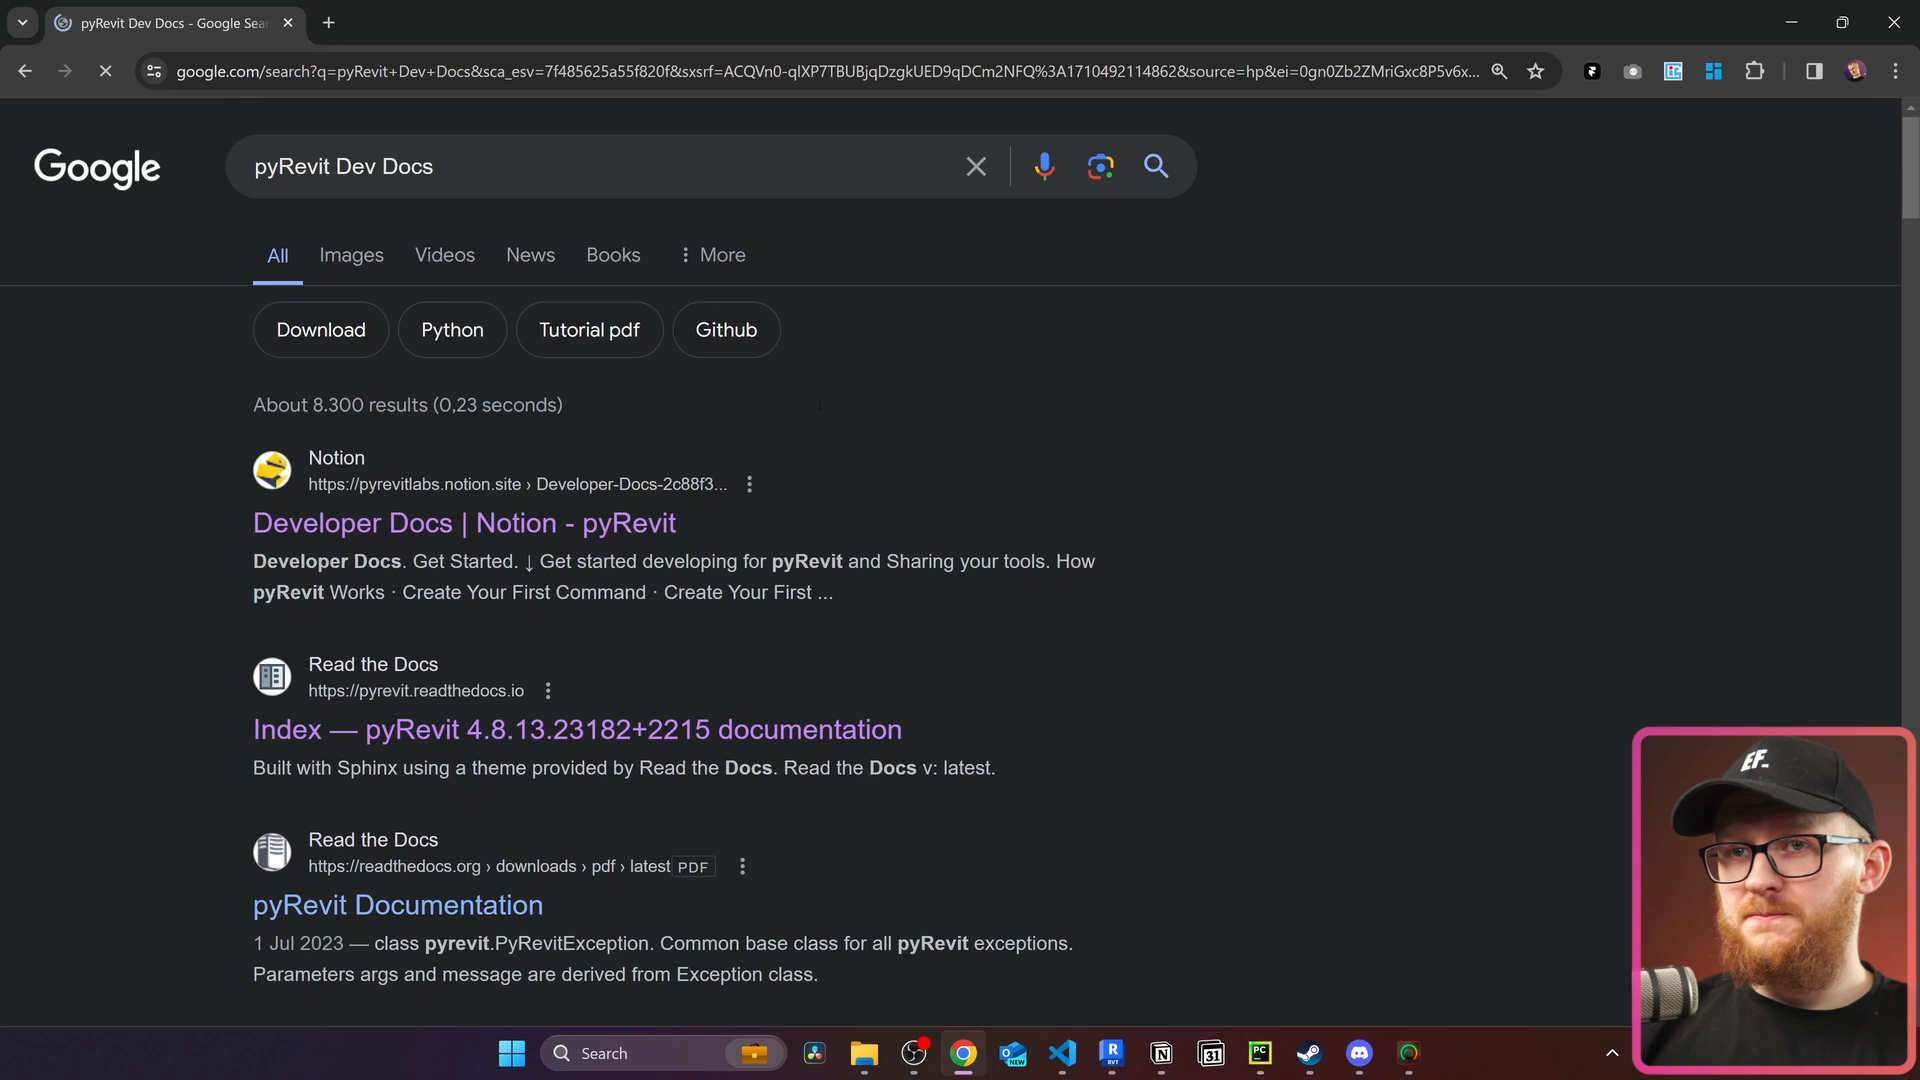 pyRevit Dev Docs - Google Sea
google.com/search?q=pyRevit+Dev+Docs&sca_esv=7f485625a55f820f&sxsrf=ACQVn0-qlXP7TBUBjqDzgkUED9qDCm2NFQ%3A1710492114862&source=hp&ei=0gn0Zb2ZMriGxc8P5v6x...
Google
pyRevit Dev Docs
All Images Videos News Books More
Download Python Tutorial pdf Github
About 8.300 results (0,23 seconds)
Notion
https://pyrevitlabs.notion.site › Developer-Docs-2c88f3...
Developer Docs | Notion - pyRevit
Developer Docs. Get Started. ↓ Get started developing for pyRevit and Sharing your tools. How
pyRevit Works · Create Your First Command · Create Your First ...
Read the Docs
https://pyrevit.readthedocs.io
Index — pyRevit 4.8.13.23182+2215 documentation
Built with Sphinx using a theme provided by Read the Docs. Read the Docs v: latest.
Read the Docs
https://readthedocs.org › downloads › pdf › latest PDF
pyRevit Documentation
1 Jul 2023 — class pyrevit.PyRevitException. Common base class for all pyRevit exceptions.
Parameters args and message are derived from Exception class.
EF.
Search
NEW
R
RVT
N
31
PC